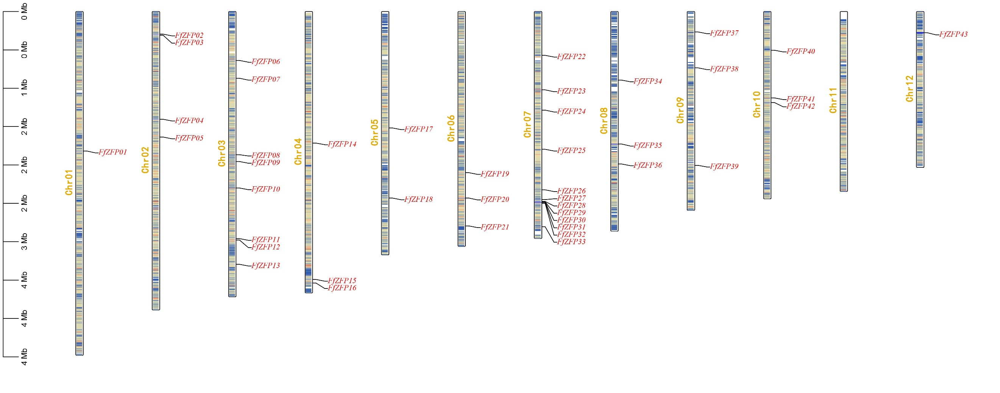 0 Mb
0 Mb
1 Mb
2 Mb
2 Mb
2 Mb
3 Mb
4 Mb
4 Mb
4 Mb
Chr01
FfZFP01
Chr02
FfZFP02
FfZFP03
FfZFP04
FfZFP05
Chr03
FfZFP06
FfZFP07
FfZFP08
FfZFP09
FfZFP10
FfZFP11
FfZFP12
FfZFP13
Chr04
FfZFP14
FfZFP15
FfZFP16
Chr05
FfZFP17
FfZFP18
Chr06
FfZFP19
FfZFP20
FfZFP21
Chr07
FfZFP22
FfZFP23
FfZFP24
FfZFP25
FfZFP26
FfZFP27
FfZFP28
FfZFP29
FfZFP30
FfZFP31
FfZFP32
FfZFP33
Chr08
FfZFP34
FfZFP35
FfZFP36
Chr09
FfZFP37
FfZFP38
FfZFP39
Chr10
FfZFP40
FfZFP41
FfZFP42
Chr11
Chr12
FfZFP43